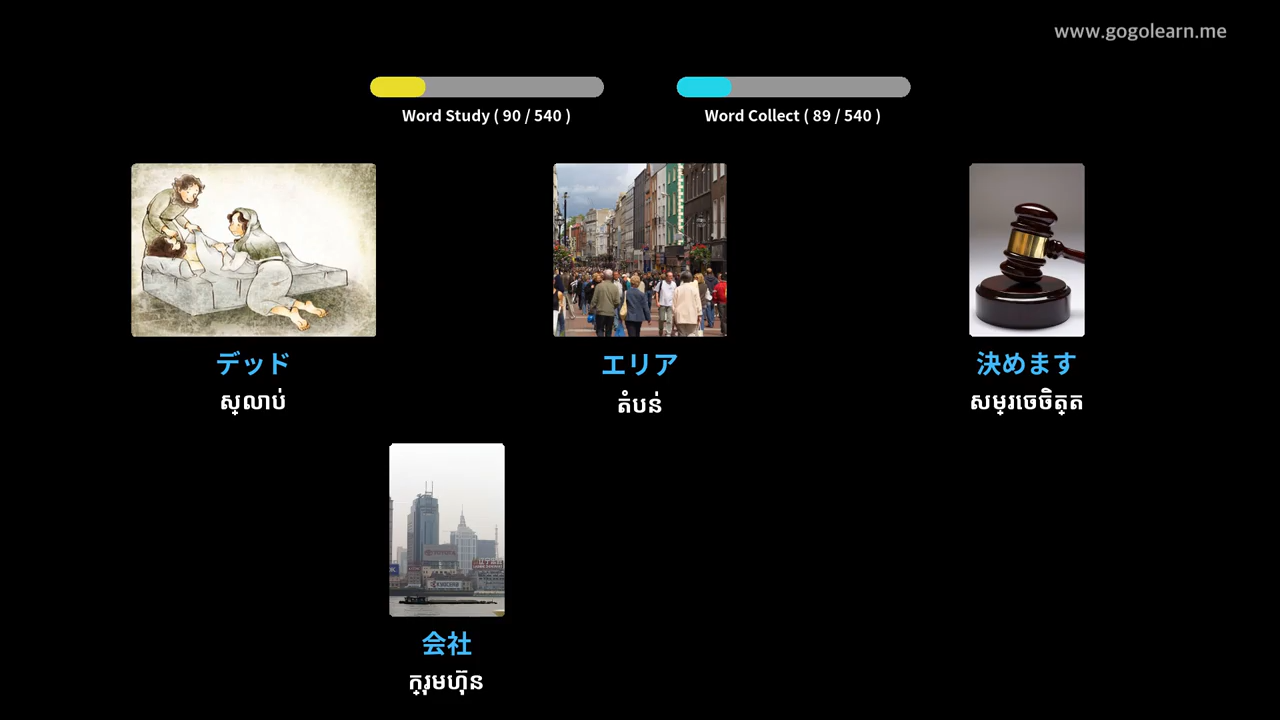 www.gogolearn.me
Word Study ( 90 / 540 )
Word Collect ( 89 / 540 )
デッド
ស្លាប់
エリア
តំបន់
決めます
សម្រេចចិត្ត
TOYOTA
会社
ក្រុមហ៊ុន